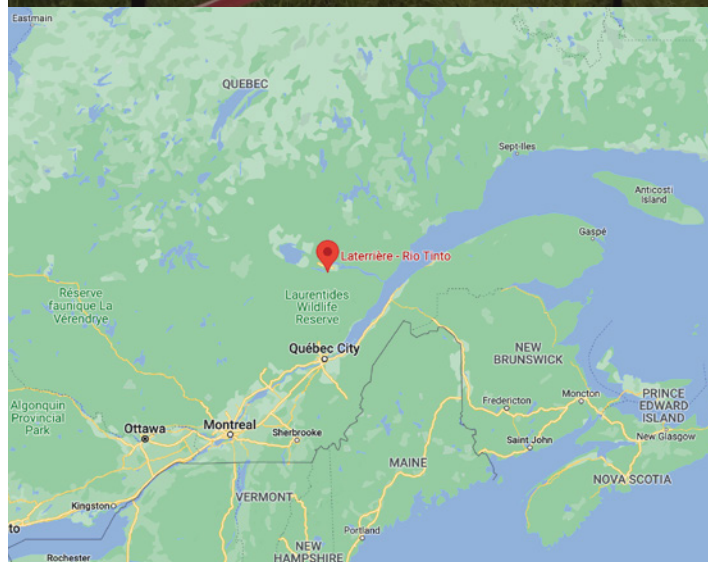 Eastmain
QUEBEC
Sept-Iles
Anticosti
Island
Gaspé
Laterrière - Rio Tinto
Réserve
faunique La
Vérendrye
Laurentides
Wildlife
Reserve
Québec City
NEW
BRUNSWICK
Algonquin
Provincial
Park
Ottawa
Montreal
Sherbrooke
Fredericton
Moncton
PRINCE
EDWARD
ISLAND
New Glasgow
Saint John
MAINE
NOVA SCOTIA
Kingston
VERMONT
to
Portland
NEW
HAMPSHIRE
Rochester